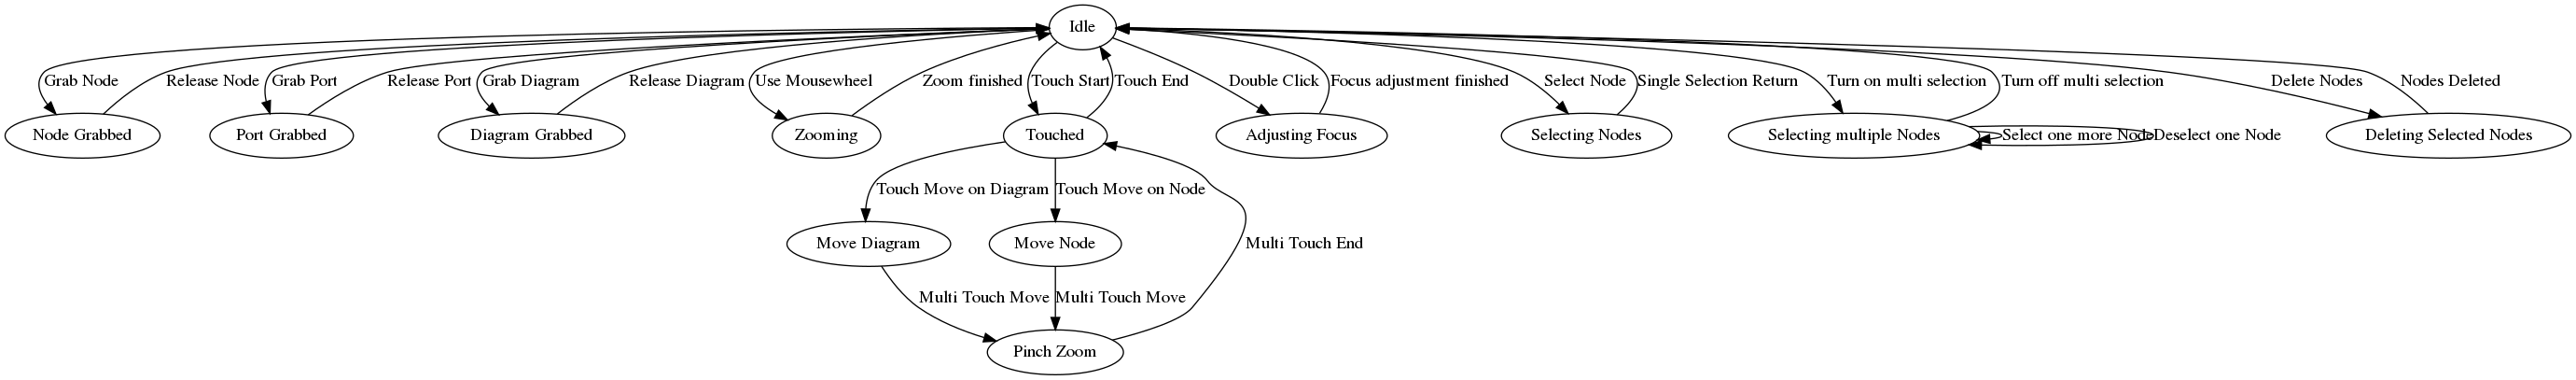 Idle
Grab Node
Release Node
Grab Port
Release Port
Grab Diagram
Release Diagram
Use Mousewheel
Zoom finished
Touch Start
Touch End
Double Click
Focus adjustment finished
Select Node
Single Selection Return
Turn on multi selection
Turn off multi selection
Delete Nodes
Nodes Deleted
Node Grabbed
Port Grabbed
Diagram Grabbed
Zooming
Touched
Adjusting Focus
Selecting Nodes
Selecting multiple Nodes
Select one more Node
Deselect one Node
Deleting Selected Nodes
Touch Move on Diagram
Touch Move on Node
Move Diagram
Move Node
Multi Touch End
Multi Touch Move
Multi Touch Move
Pinch Zoom